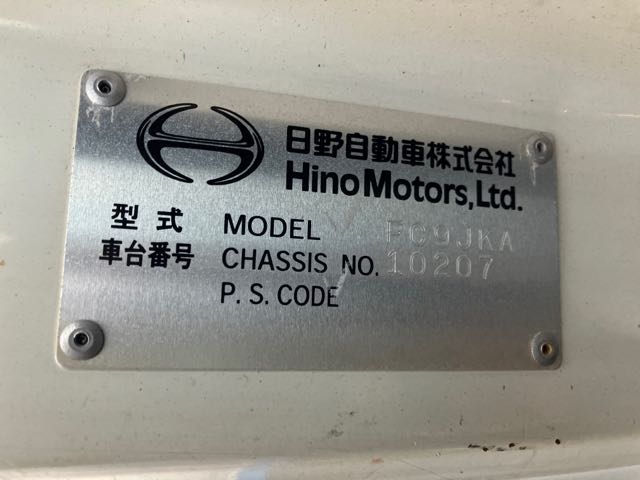 日野自動車株式会社
Hino Motors, Ltd.
型式 MODEL FC9JKA
車台番号 CHASSIS NO. 10207
P. S. CODE